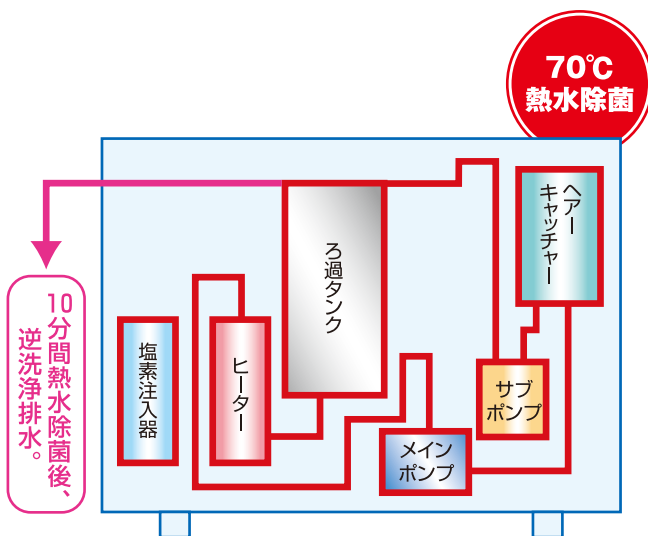 70℃
熱水除菌
ヘアー
キャッチャー
ろ過タンク
10分間熱水除菌後、
逆洗浄排水。
塩素注入器
ヒーター
サブ
ポンプ
メイン
ポンプ